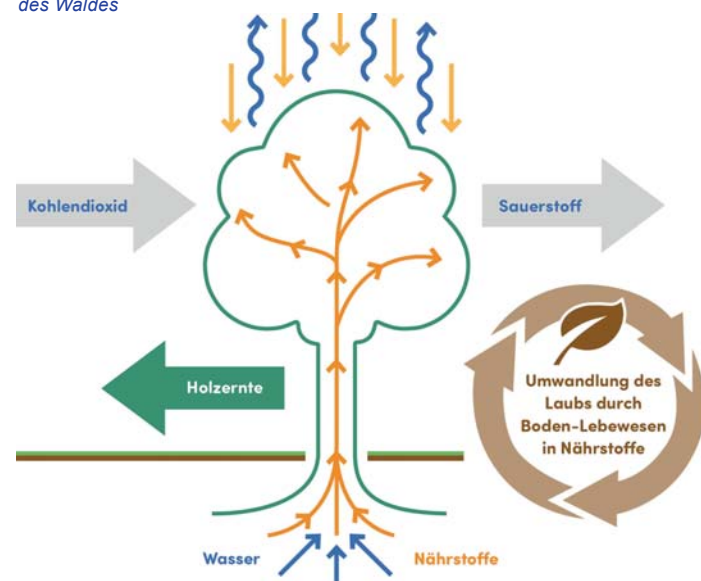 des Waldes
Kohlendioxid
Sauerstoff
Holzernte
Umwandlung des
Laubs durch
Boden-Lebewesen
in Nährstoffe
Wasser
Nährstoffe